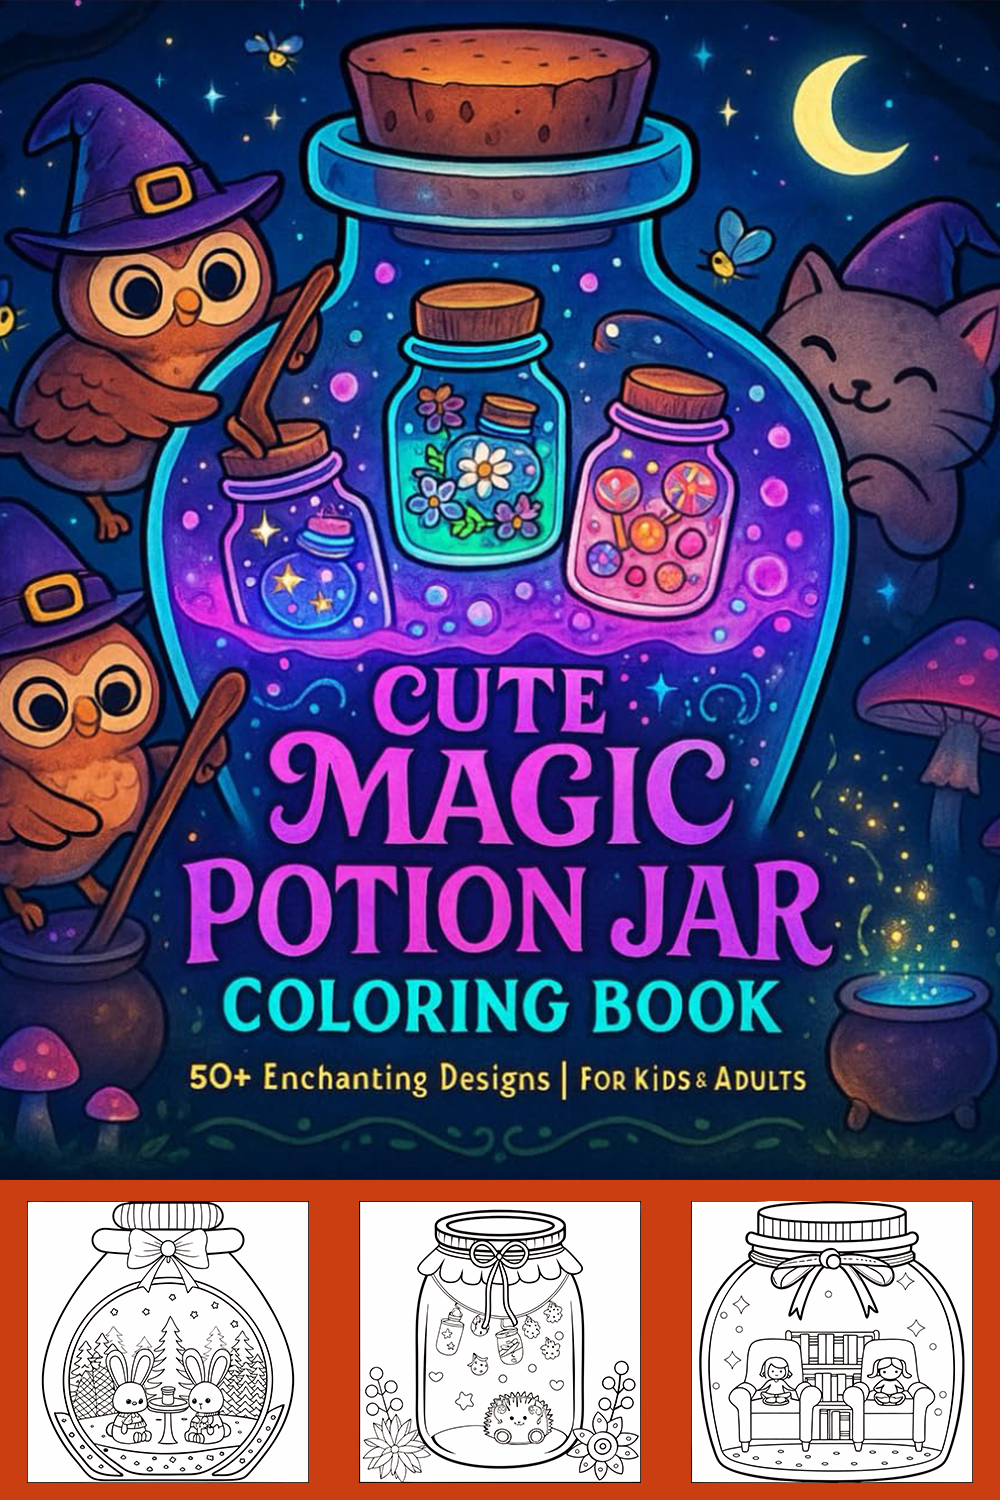 CUTE
MAGIC
POTION JAR
COLORING BOOK
50+ Enchanting Designs | FOR KiDS & ADULTS